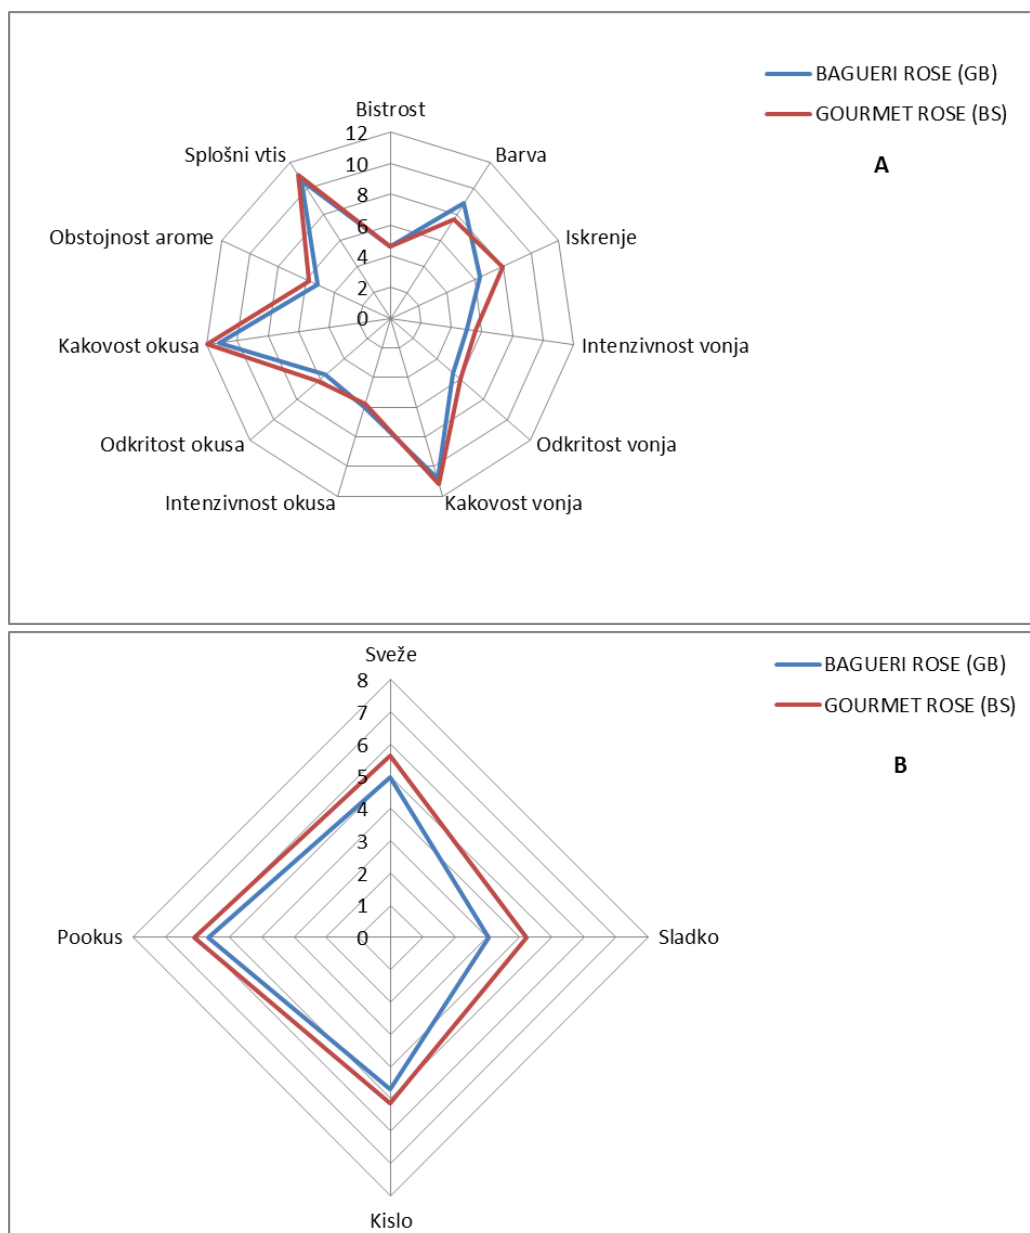 BAGUERI ROSE (GB)
GOURMET ROSE (BS)
A
Bistrost
12
Barva
Splošni vtis
10
8
Obstojnost arome
6
Iskrenje
4
2
0
Kakovost okusa
Intenzivnost vonja
Odkritost okusa
Odkritost vonja
Intenzivnost okusa
Kakovost vonja
Sveže
BAGUERI ROSE (GB)
8
7
GOURMET ROSE (BS)
6
B
5
4
3
2
1
Pookus
0
Sladko
Kislo